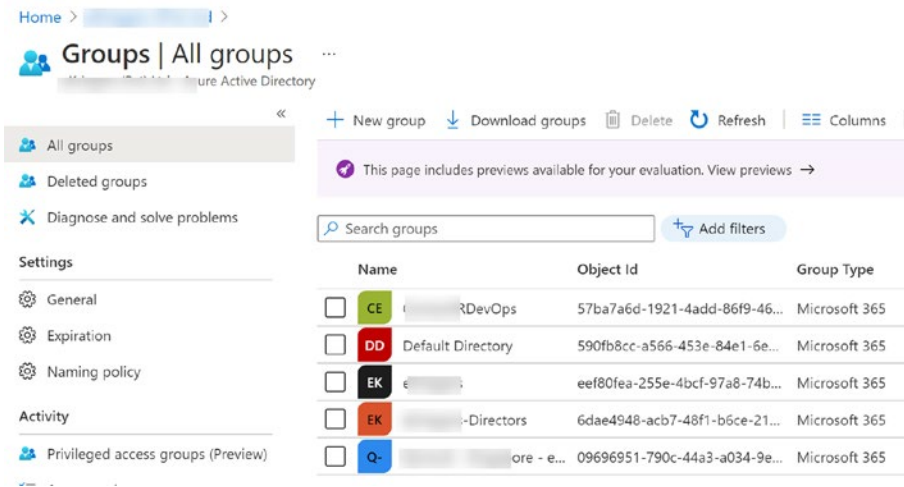 Home > >
Groups | All groups ...
ure Active Directory
«
All groups
Deleted groups
Diagnose and solve problems
Settings
General
Expiration
Naming policy
Activity
Privileged access groups (Preview)
+ New group Download groups Delete Refresh | Columns
This page includes previews available for your evaluation. View previews →
Search groups
Add filters
Name Object Id Group Type
CE RDevOps 57ba7a6d-1921-4add-86f9-46... Microsoft 365
DD Default Directory 590fb8cc-a566-453e-84e1-6e... Microsoft 365
EK eef80fea-255e-4bcf-97a8-74b... Microsoft 365
EK -Directors 6dae4948-acb7-48f1-b6ce-21... Microsoft 365
Q- ore - e... 09696951-790c-44a3-a034-9e... Microsoft 365